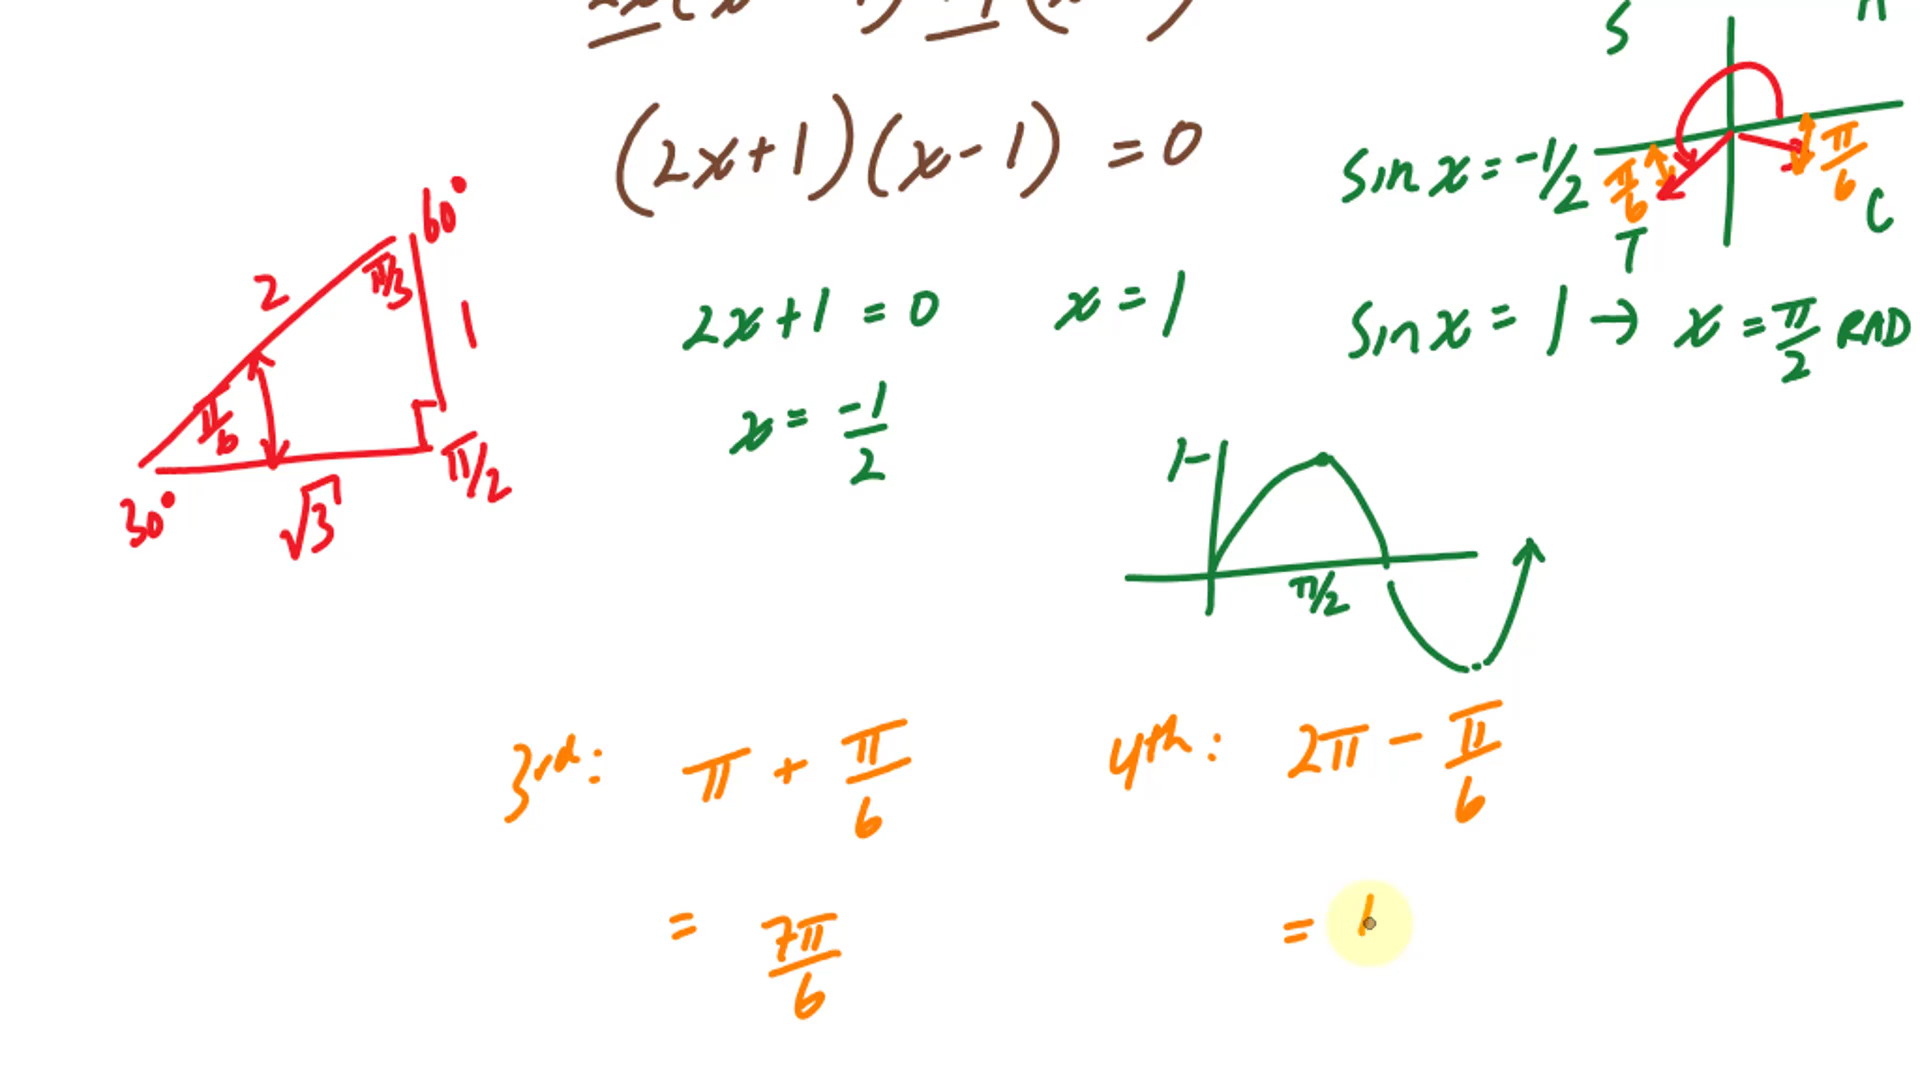 S
(2x+1)(x-1) = 0
sin x = -1/2
π/6
π/6
T
C
60°
2
π/3
1
π/6
π/2
30°
√3
2x+1 = 0
x = 1
sin x = 1 → x = π/2 RAD
x = -1/2
1
π/2
3rd: π + π/6
4th: 2π - π/6
= 7π/6
= 1